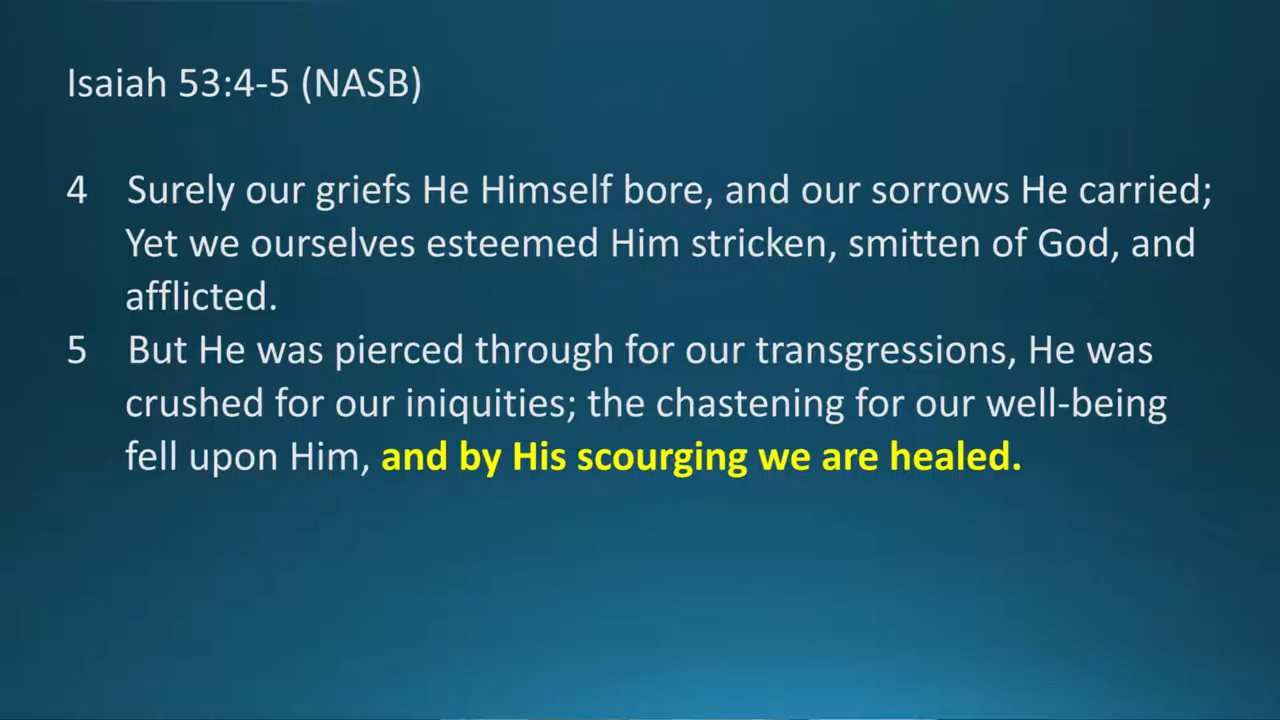 Isaiah 53:4-5 (NASB)
4 Surely our griefs He Himself bore, and our sorrows He carried;
Yet we ourselves esteemed Him stricken, smitten of God, and
afflicted.
5 But He was pierced through for our transgressions, He was
crushed for our iniquities; the chastening for our well-being
fell upon Him, and by His scourging we are healed.